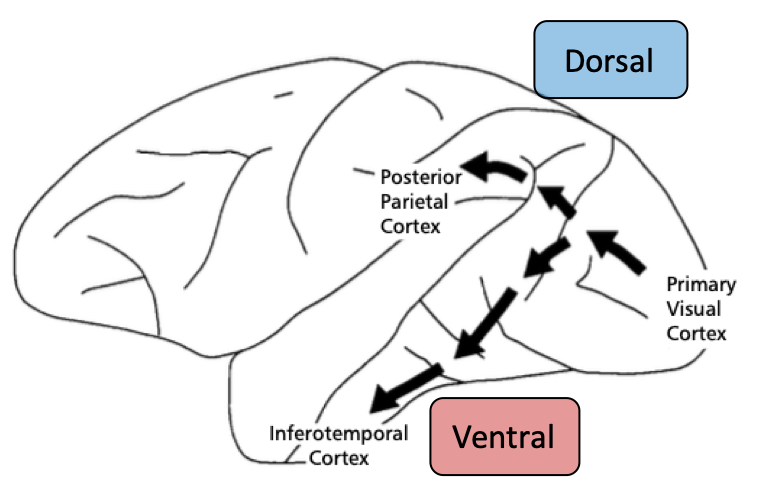 Dorsal
Posterior
Parietal
Cortex
Primary
Visual
Cortex
Inferotemporal
Cortex
Ventral